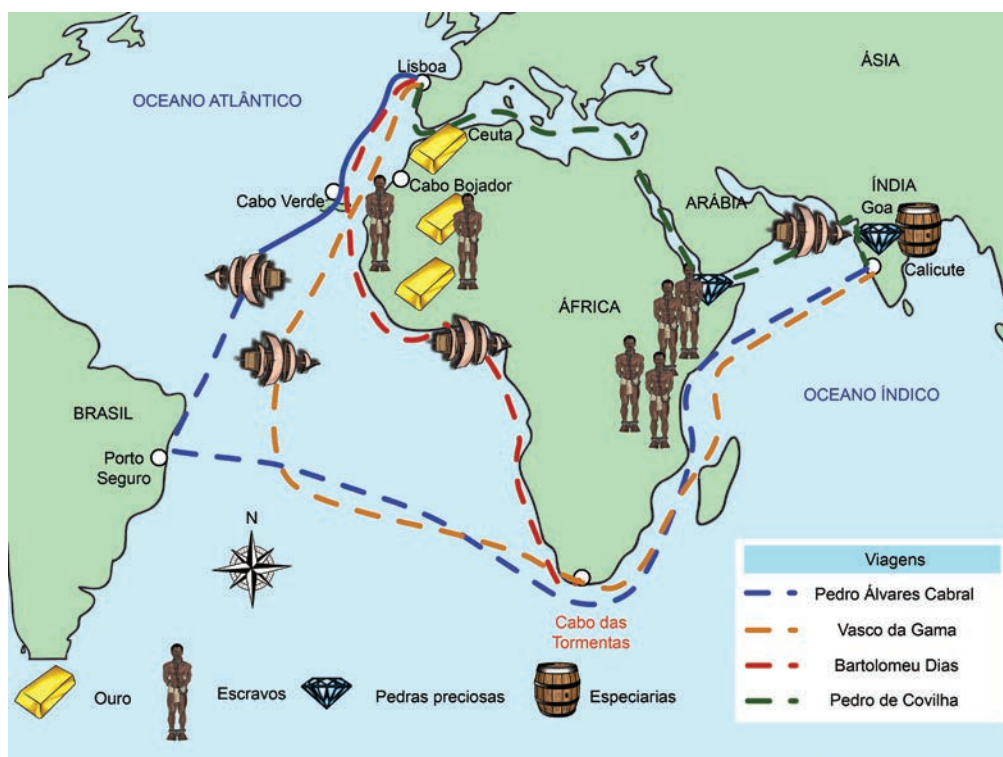 Lisboa
ÁSIA
OCEANO ATLÂNTICO
Ceuta
Cabo Bojador
Cabo Verde
ARÁBIA
ÍNDIA
Goa
Calicute
ÁFRICA
OCEANO ÍNDICO
BRASIL
Porto
Seguro
N
Cabo das
Tormentas
Viagens
Pedro Álvares Cabral
Vasco da Gama
Bartolomeu Dias
Pedro de Covilha
Ouro
Escravos
Pedras preciosas
Especiarias